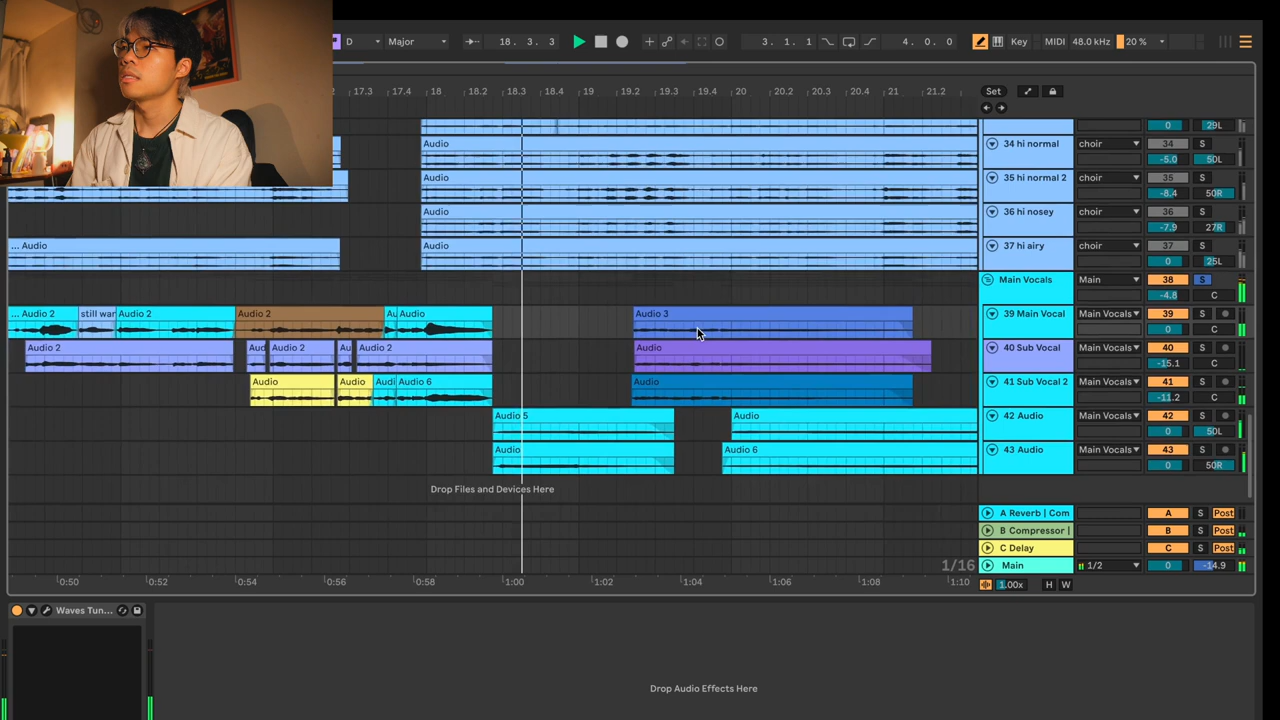 D Major 18. 3. 3 3. 1. 1 4. 0. 0 Key MIDI 48.0 kHz 20 %
17.3 17.4 18 18.2 18.3 18.4 19 19.2 19.3 19.4 20 20.2 20.3 20.4 21 21.2 Set
0 29L
Audio 34 hi normal choir 34 S
-5.0 50L
Audio 35 hi normal 2 choir 35 S
-8.4 50R
Audio 36 hi nosey choir 36 S
-7.9 27R
... Audio Audio 37 hi airy choir 37 S
0 25L
Main Vocals Main 38 S
-4.8 C
... Audio 2 still war Audio 2 Audio 2 Au Audio Audio 3 39 Main Vocal Main Vocals 39 S
0 C
Audio 2 Aud Audio 2 Au Audio 2 Audio 40 Sub Vocal Main Vocals 40 S
-15.1 C
Audio Audio Audi Audio 6 Audio 41 Sub Vocal 2 Main Vocals 41 S
-11.2 C
Audio 5 Audio 42 Audio Main Vocals 42 S
0 50L
Audio Audio 6 43 Audio Main Vocals 43 S
0 50R
Drop Files and Devices Here
A Reverb | Com A S Post
B Compressor | B S Post
C Delay C S Post
1/16 Main 1/2 0 -14.9
0:50 0:52 0:54 0:56 0:58 1:00 1:02 1:04 1:06 1:08 1:10 1.00x H W
Waves Tun...
Drop Audio Effects Here